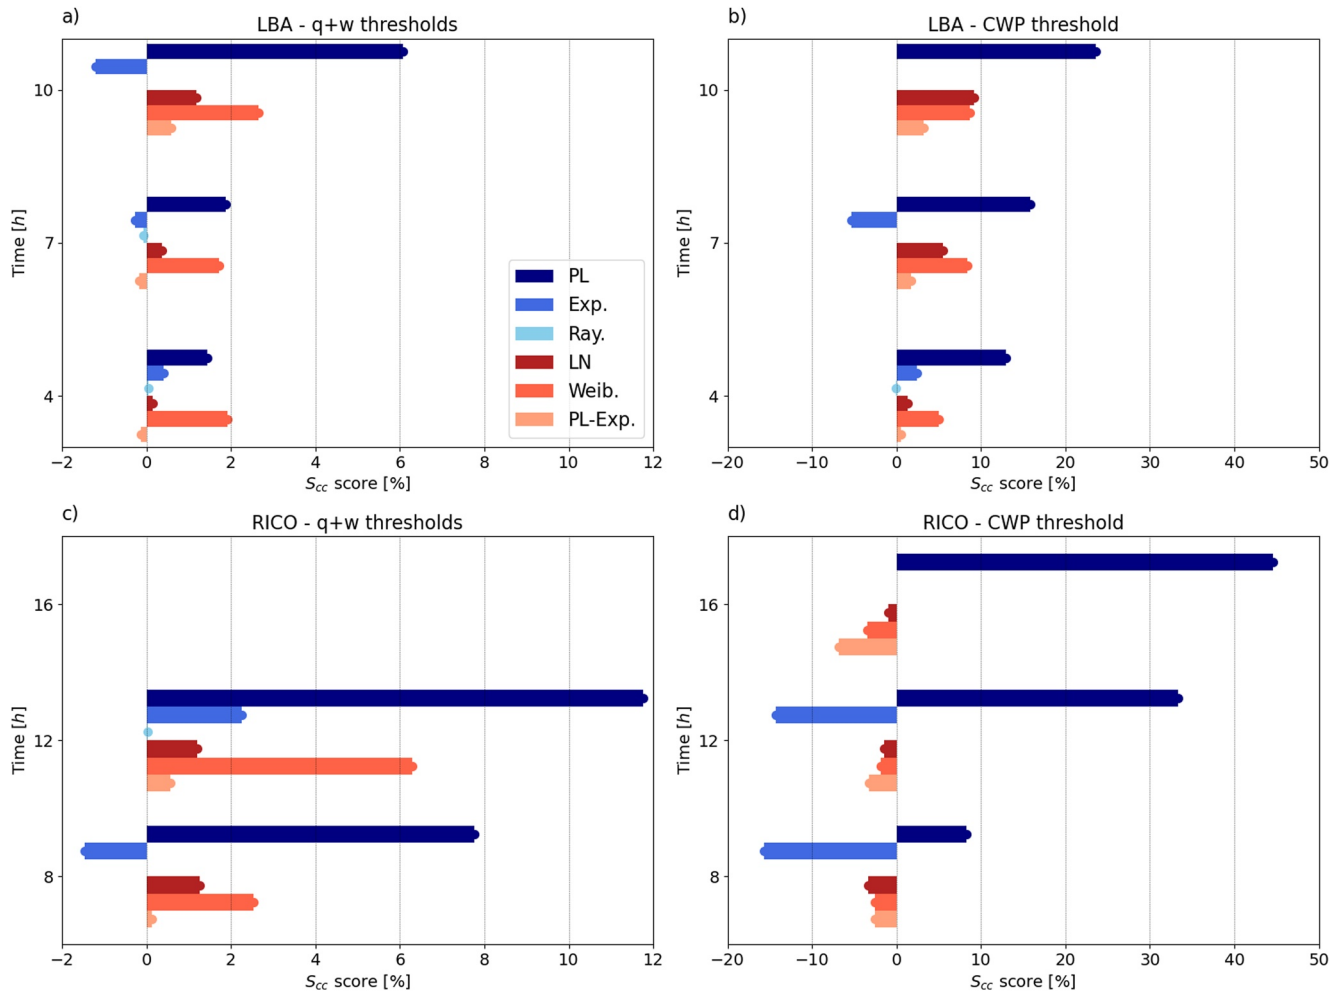 a)
LBA - q+w thresholds
10
7
4
Time [h]
PL
Exp.
Ray.
LN
Weib.
PL-Exp.
−2 0 2 4 6 8 10 12
Scc score [%]
b)
LBA - CWP threshold
10
7
4
Time [h]
−20 −10 0 10 20 30 40 50
Scc score [%]
c)
RICO - q+w thresholds
16
12
8
Time [h]
−2 0 2 4 6 8 10 12
Scc score [%]
d)
RICO - CWP threshold
16
12
8
Time [h]
−20 −10 0 10 20 30 40 50
Scc score [%]